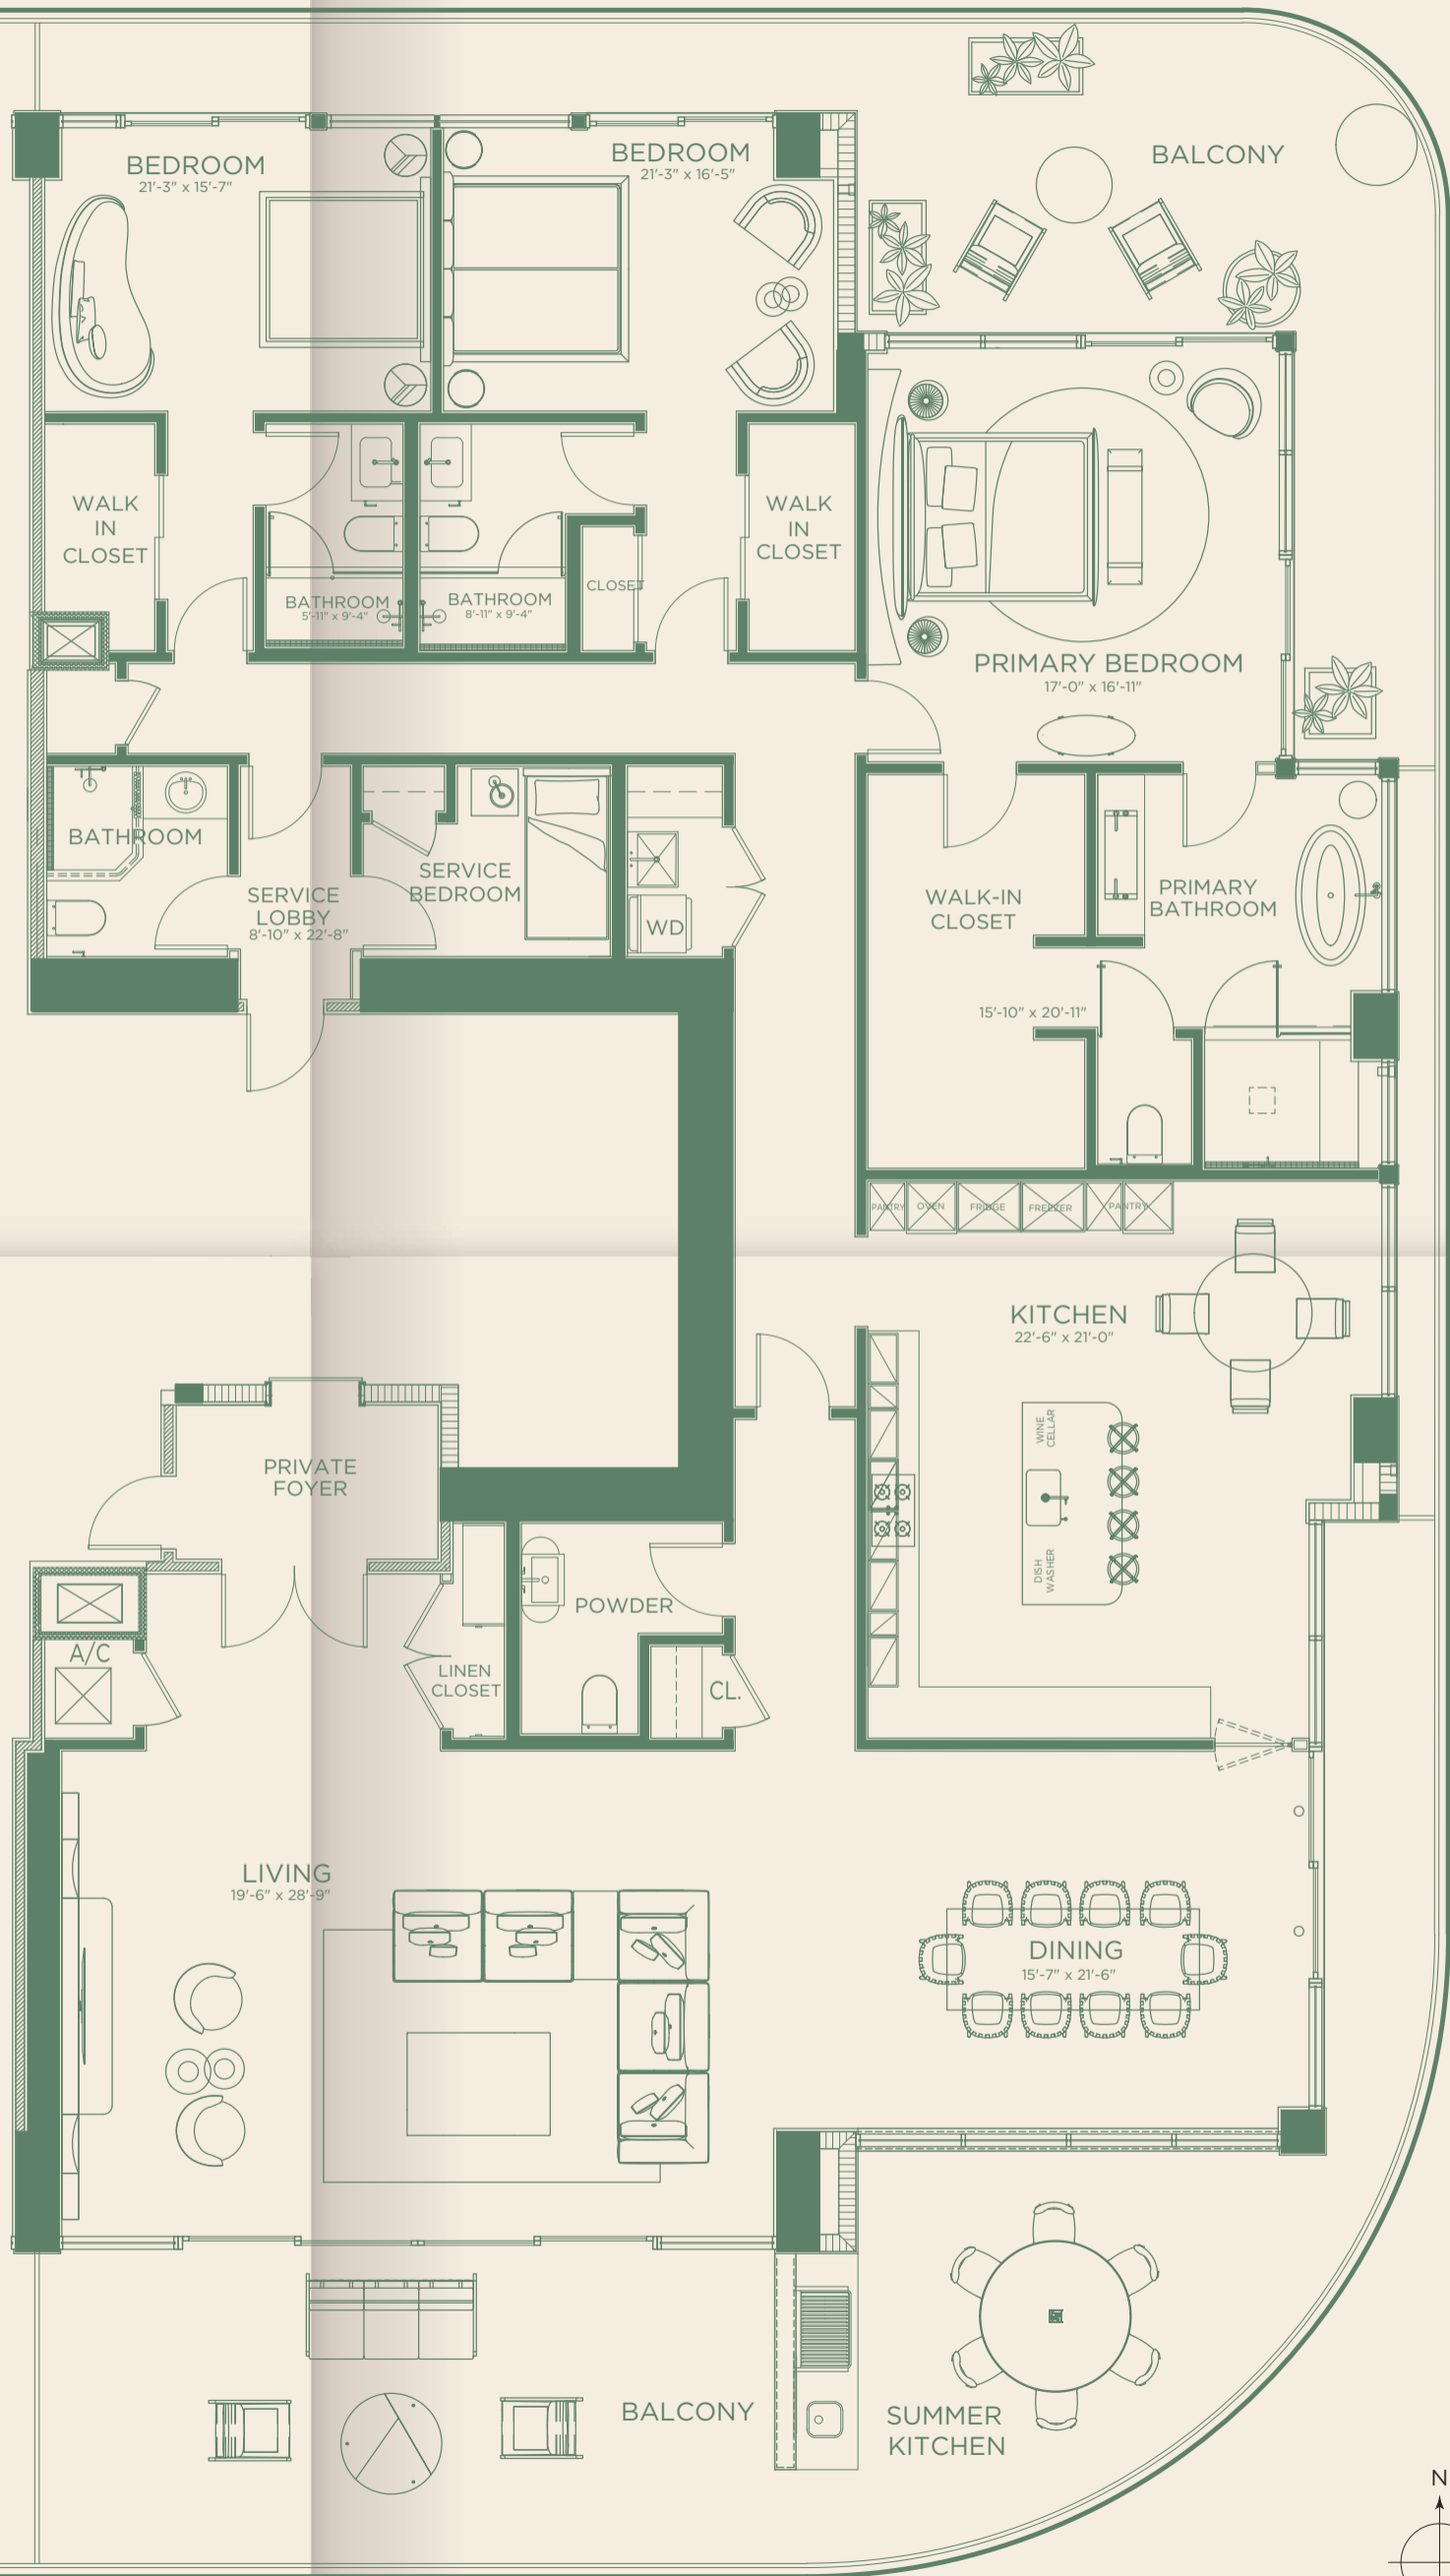 BEDROOM
21'-3" x 15'-7"
BEDROOM
21'-3" x 16'-5"
BALCONY
WALK
IN
CLOSET
BATHROOM
5'-11" x 9'-4"
BATHROOM
8'-11" x 9'-4"
CLOSET
WALK
IN
CLOSET
PRIMARY BEDROOM
17'-0" x 16'-11"
BATHROOM
SERVICE
LOBBY
8'-10" x 22'-8"
SERVICE
BEDROOM
WD
WALK-IN
CLOSET
15'-10" x 20'-11"
PRIMARY
BATHROOM
PANTRY
OVEN
FRIDGE
FREEZER
PANTRY
KITCHEN
22'-6" x 21'-0"
WINE
CELLAR
DISH
WASHER
PRIVATE
FOYER
POWDER
A/C
LINEN
CLOSET
CL.
LIVING
19'-6" x 28'-9"
DINING
15'-7" x 21'-6"
BALCONY
SUMMER
KITCHEN
N